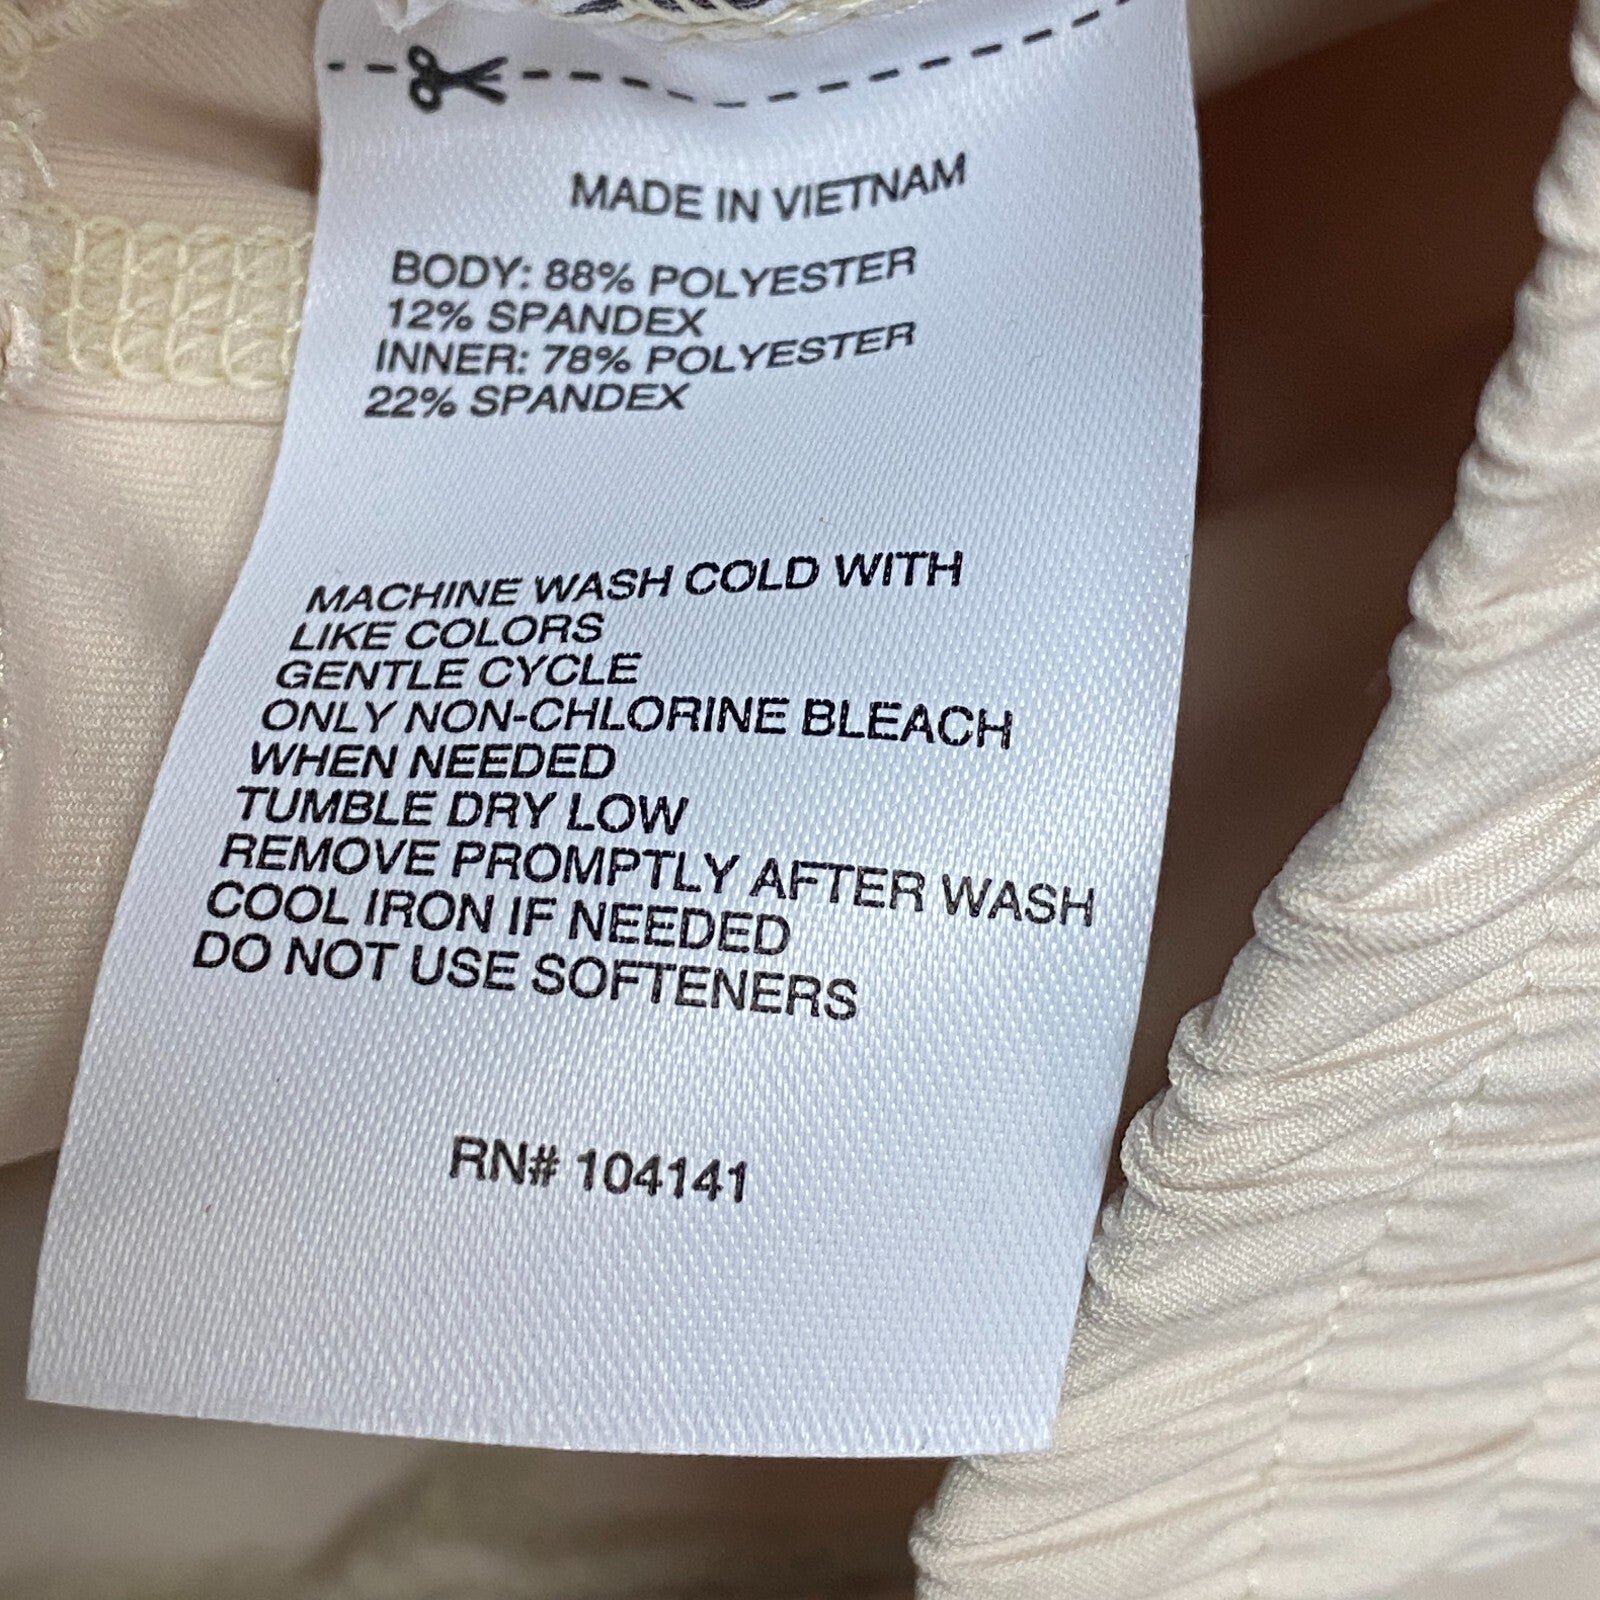 MADE IN VIETNAM
BODY: 88% POLYESTER
12% SPANDEX
INNER: 78% POLYESTER
22% SPANDEX
MACHINE WASH COLD WITH
LIKE COLORS
GENTLE CYCLE
ONLY NON-CHLORINE BLEACH
WHEN NEEDED
TUMBLE DRY LOW
REMOVE PROMPTLY AFTER WASH
COOL IRON IF NEEDED
DO NOT USE SOFTENERS
RN# 104141